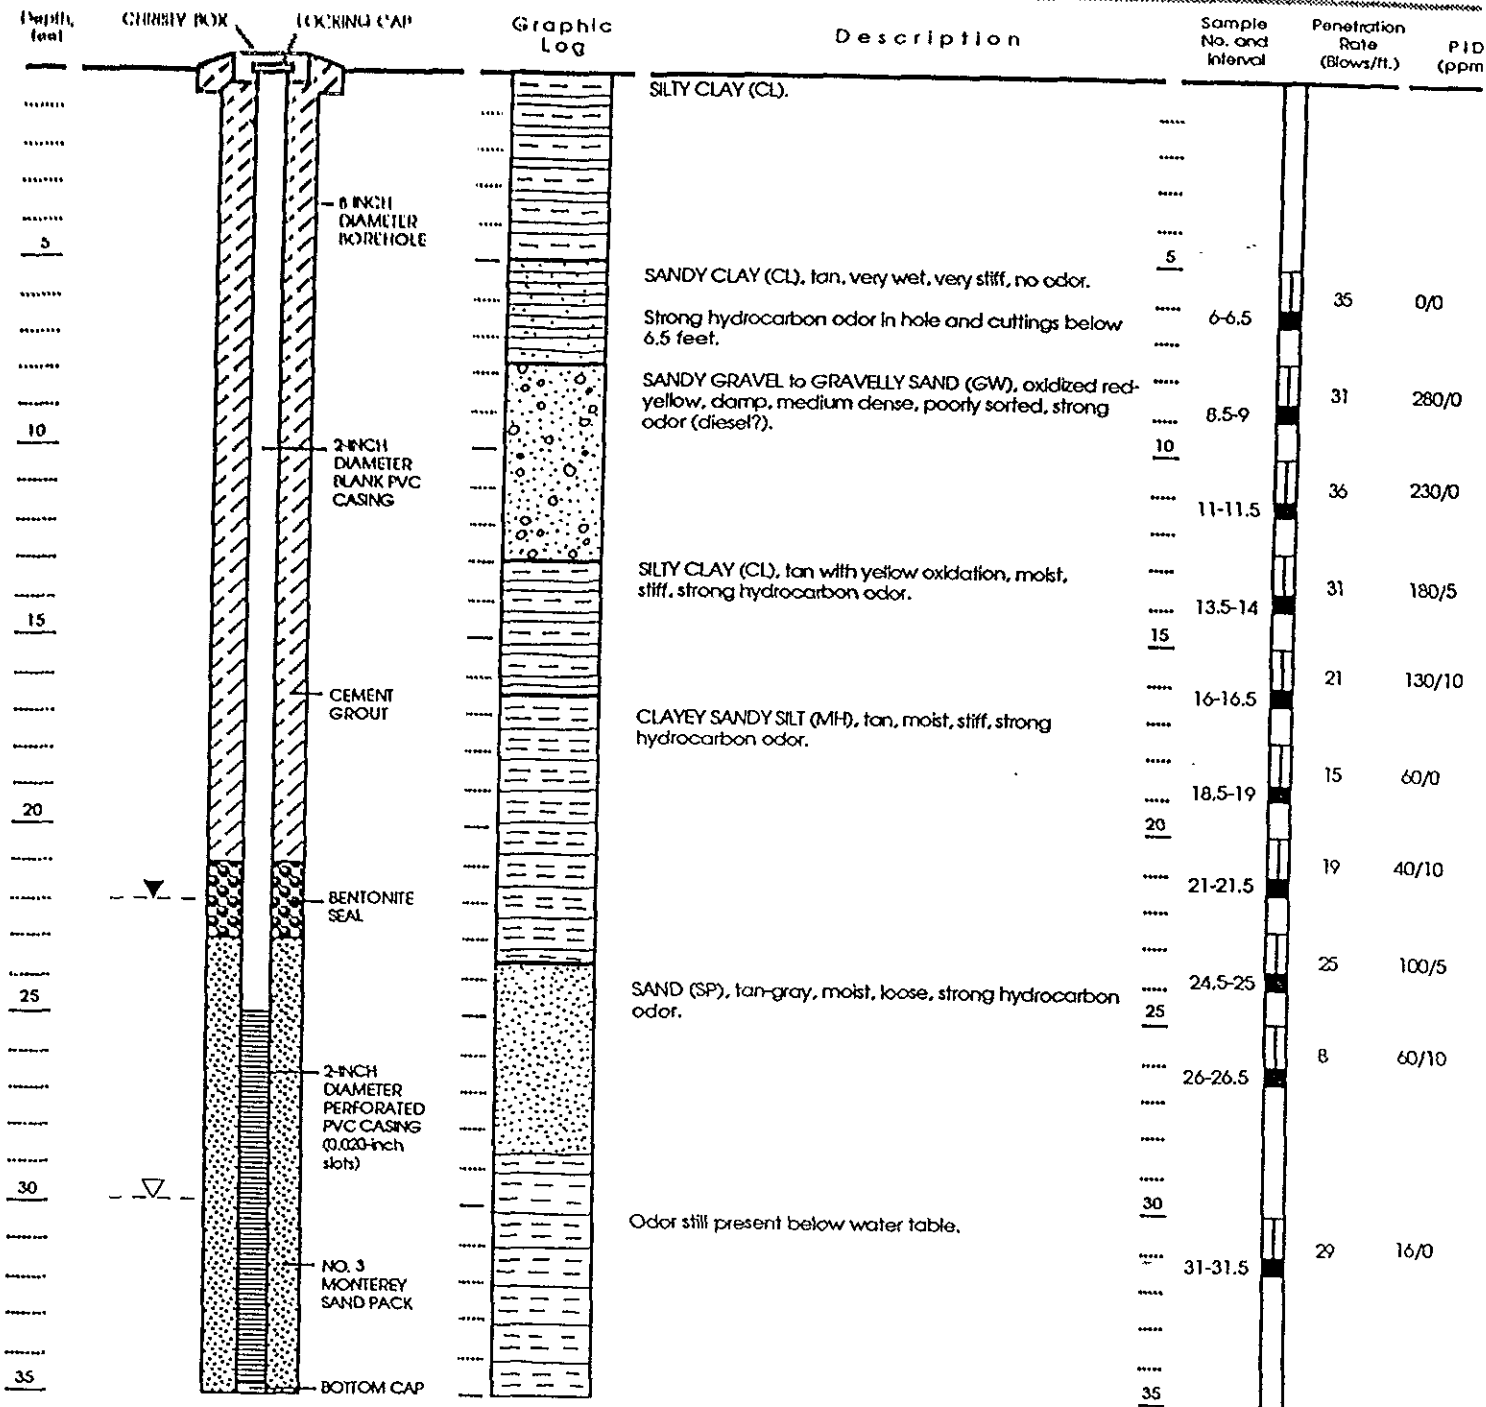 Depth, feet
CHRISTY BOX
LOCKING CAP
Graphic Log
Description
Sample No. and Interval
Penetration Rate (Blows/ft.)
PID (ppm
SILTY CLAY (CL).
8 INCH
DIAMETER
BOREHOLE
5
5
SANDY CLAY (CL), tan, very wet, very stiff, no odor.
6-6.5
35
0/0
Strong hydrocarbon odor in hole and cuttings below
6.5 feet.
SANDY GRAVEL to GRAVELLY SAND (GW), oxidized red-
yellow, damp, medium dense, poorly sorted, strong
odor (diesel?).
8.5-9
31
280/0
10
10
2-INCH
DIAMETER
BLANK PVC
CASING
11-11.5
36
230/0
SILTY CLAY (CL), tan with yellow oxidation, moist,
stiff, strong hydrocarbon odor.
13.5-14
31
180/5
15
15
CEMENT
GROUT
16-16.5
21
130/10
CLAYEY SANDY SILT (MH), tan, moist, stiff, strong
hydrocarbon odor.
18.5-19
15
60/0
20
20
BENTONITE
SEAL
21-21.5
19
40/10
24.5-25
25
100/5
25
25
SAND (SP), tan-gray, moist, loose, strong hydrocarbon
odor.
2-INCH
DIAMETER
PERFORATED
PVC CASING
(0.020-inch
slots)
26-26.5
8
60/10
30
30
Odor still present below water table.
NO. 3
MONTEREY
SAND PACK
31-31.5
29
16/0
35
BOTTOM CAP
35